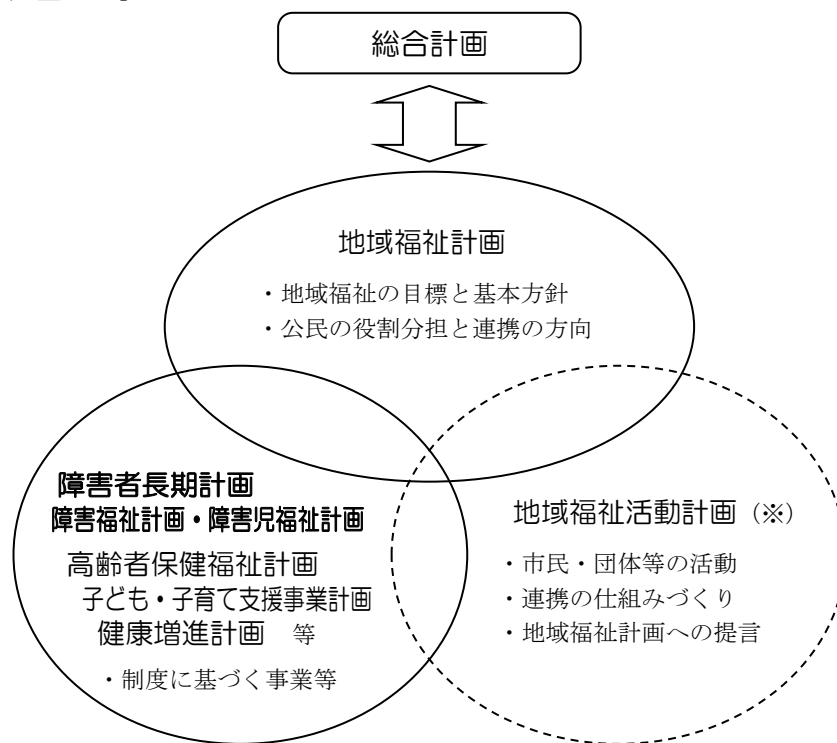 総合計画
地域福祉計画
・地域福祉の目標と基本方針
・公民の役割分担と連携の方向
障害者長期計画
障害福祉計画・障害児福祉計画
高齢者保健福祉計画
子ども・子育て支援事業計画
健康増進計画 等
・制度に基づく事業等
地域福祉活動計画（※）
・市民・団体等の活動
・連携の仕組みづくり
・地域福祉計画への提言